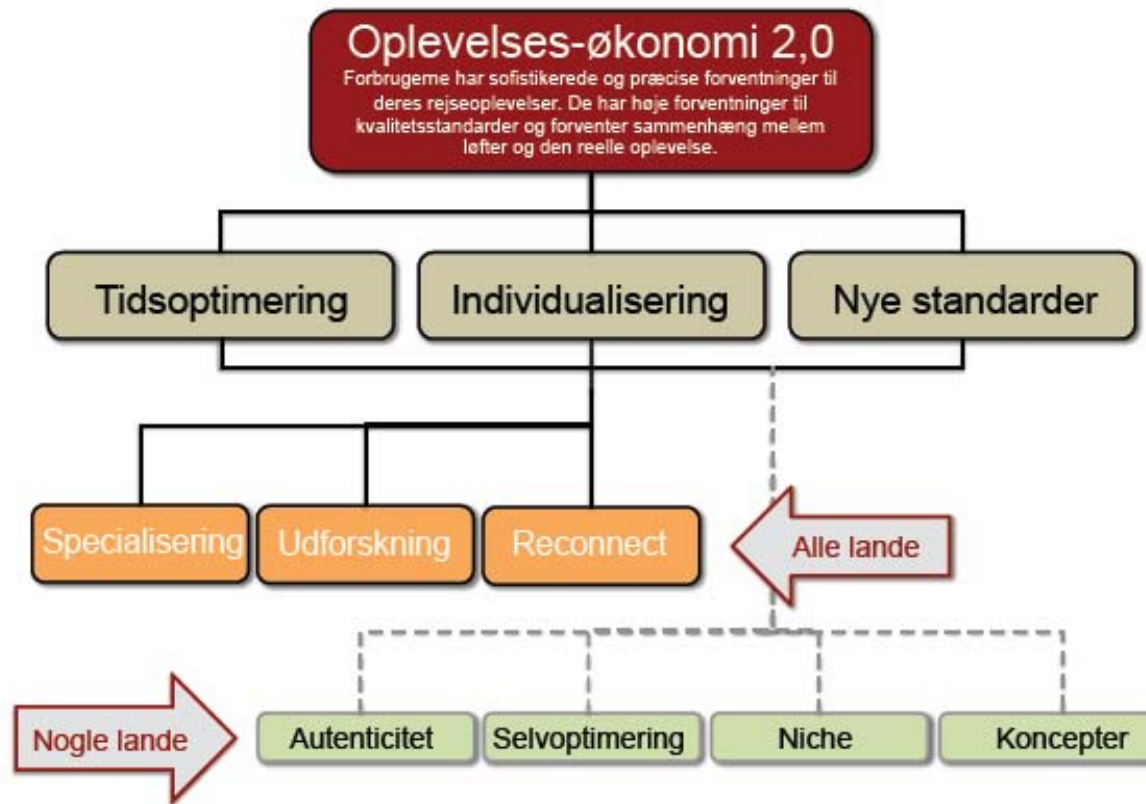 Oplevelses-økonomi 2,0
Forbrugerne har sofistikerede og præcise forventninger til
deres rejseoplevelser. De har høje forventninger til
kvalitetsstandarder og forventer sammenhæng mellem
løfter og den reelle oplevelse.
Tidsoptimering
Individualisering
Nye standarder
Specialisering
Udforskning
Reconnect
Alle lande
Nogle lande
Autenticitet
Selvoptimering
Niche
Koncepter